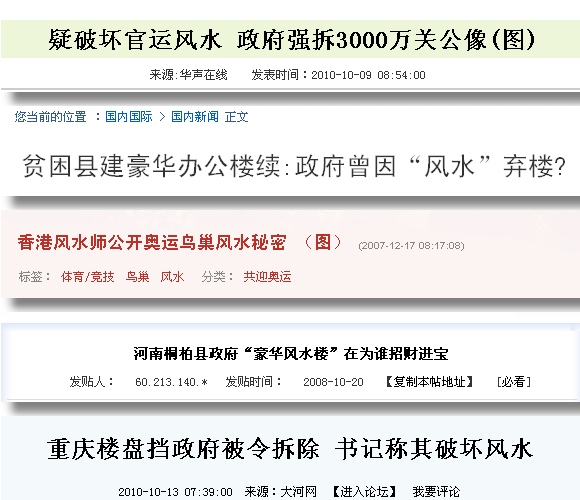 疑破坏官运风水 政府强拆3000万关公像(图)
来源:华声在线 发表时间：2010-10-09 08:54:00
您当前的位置 ：国内国际 > 国内新闻 正文
贫困县建豪华办公楼续:政府曾因“风水”弃楼?
香港风水师公开奥运鸟巢风水秘密 （图） (2007-12-17 08:17:08)
标签： 体育/竞技 鸟巢 风水 分类： 共迎奥运
河南桐柏县政府“豪华风水楼”在为谁招财进宝
发贴人： 60.213.140.* 发贴时间： 2008-10-20 【复制本帖地址】 [必看]
重庆楼盘挡政府被令拆除 书记称其破坏风水
2010-10-13 07:39:00 来源：大河网 【进入论坛】 我要评论